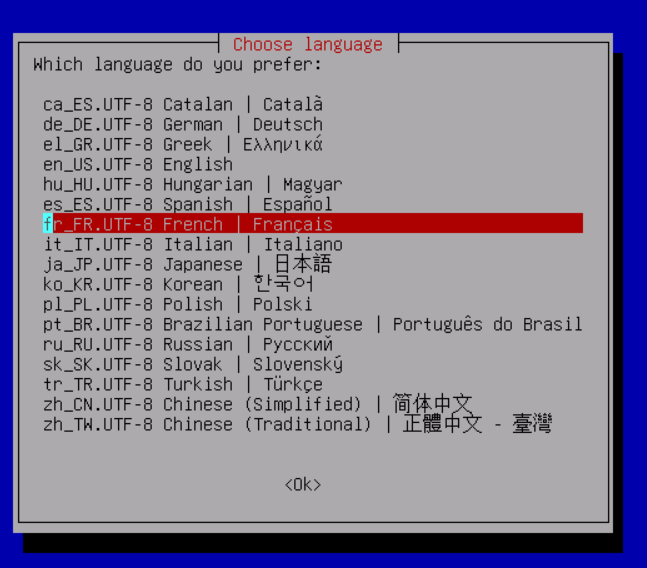 Choose language
Which language do you prefer:
ca_ES.UTF-8 Catalan | Català
de_DE.UTF-8 German | Deutsch
el_GR.UTF-8 Greek | Ελληνικά
en_US.UTF-8 English
hu_HU.UTF-8 Hungarian | Magyar
es_ES.UTF-8 Spanish | Español
fr_FR.UTF-8 French | Français
it_IT.UTF-8 Italian | Italiano
ja_JP.UTF-8 Japanese | 日本語
ko_KR.UTF-8 Korean | 한국어
pl_PL.UTF-8 Polish | Polski
pt_BR.UTF-8 Brazilian Portuguese | Português do Brasil
ru_RU.UTF-8 Russian | Русский
sk_SK.UTF-8 Slovak | Slovenský
tr_TR.UTF-8 Turkish | Türkçe
zh_CN.UTF-8 Chinese (Simplified) | 简体中文
zh_TW.UTF-8 Chinese (Traditional) | 正體中文 - 臺灣
<Ok>